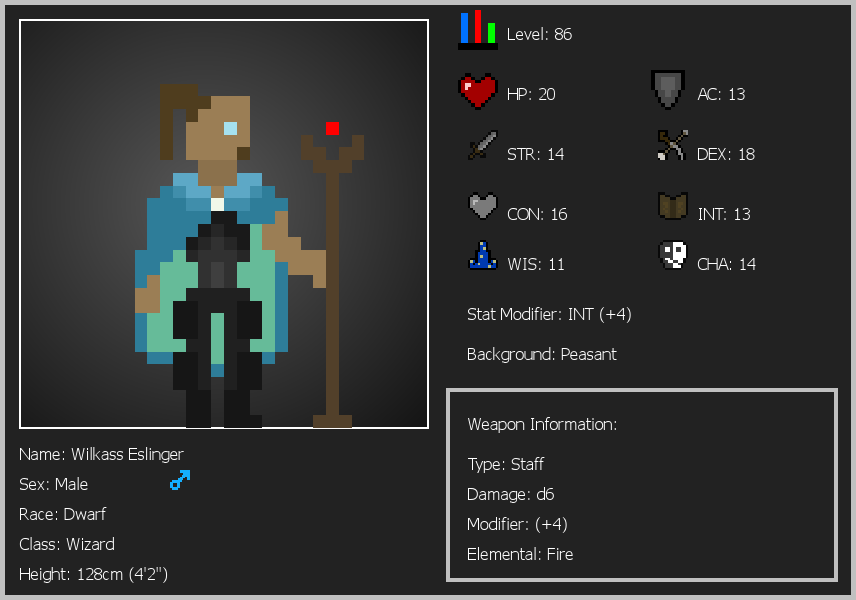 Level: 86
HP: 20
AC: 13
STR: 14
DEX: 18
CON: 16
INT: 13
WIS: 11
CHA: 14
Stat Modifier: INT (+4)
Background: Peasant
Weapon Information:
Type: Staff
Damage: d6
Modifier: (+4)
Elemental: Fire
Name: Wilkass Eslinger
Sex: Male
Race: Dwarf
Class: Wizard
Height: 128cm (4'2")